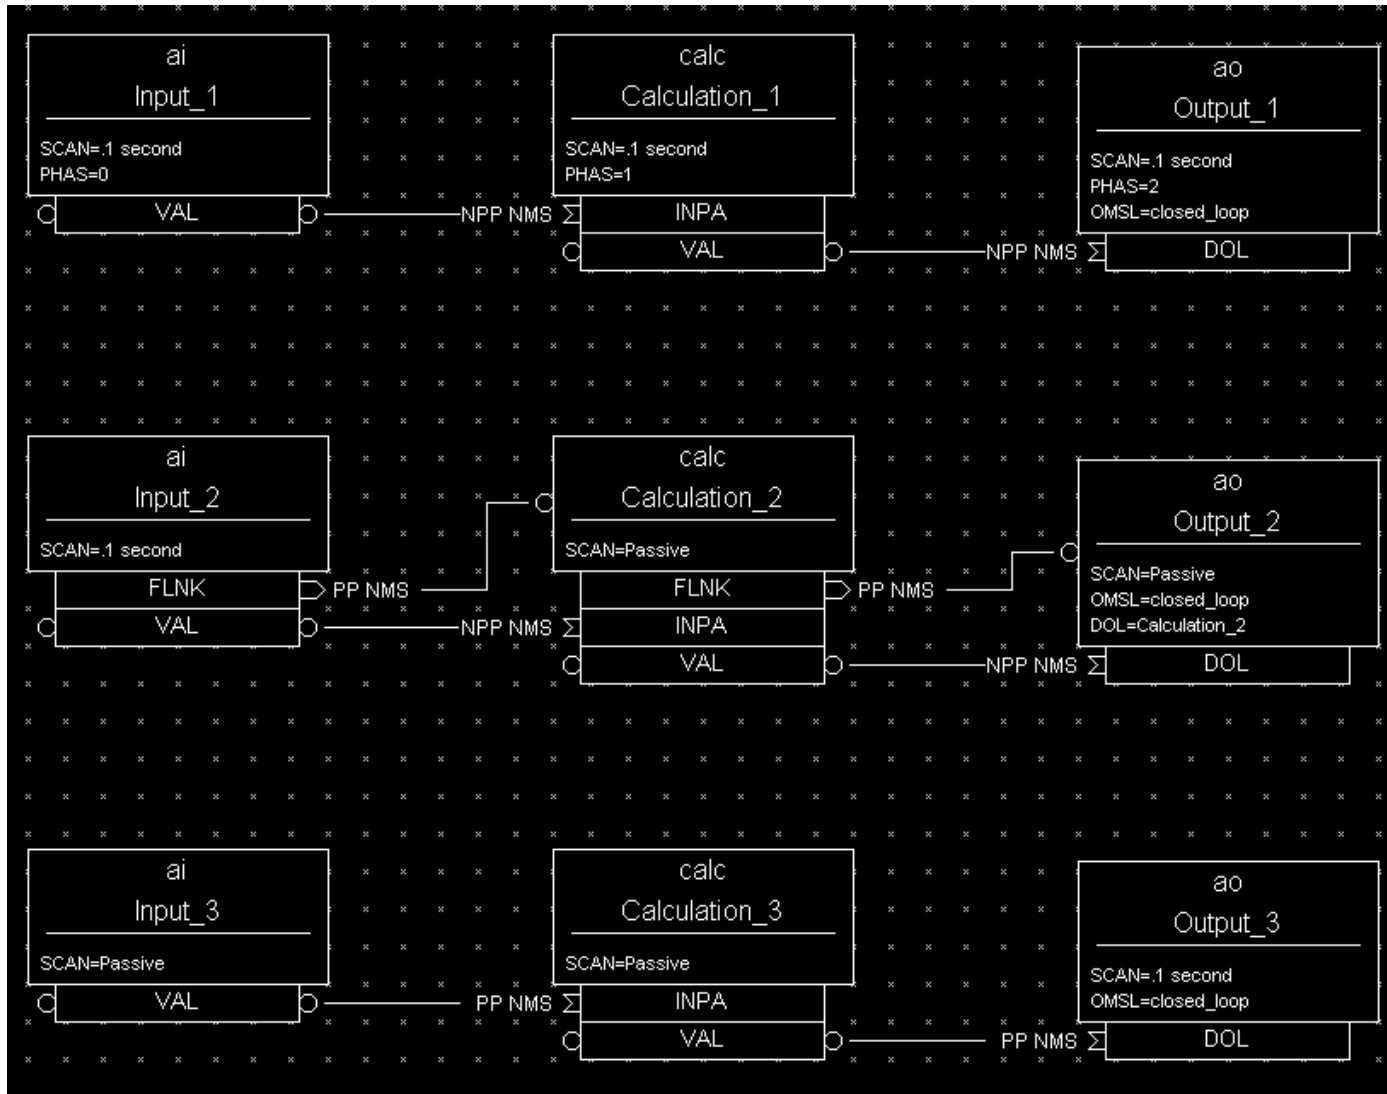 ai
Input_1
SCAN=.1 second
PHAS=0
VAL
calc
Calculation_1
SCAN=.1 second
PHAS=1
NPP NMS
INPA
VAL
ao
Output_1
SCAN=.1 second
PHAS=2
OMSL=closed_loop
NPP NMS
DOL
ai
Input_2
SCAN=.1 second
FLNK
PP NMS
VAL
calc
Calculation_2
SCAN=Passive
FLNK
PP NMS
NPP NMS
INPA
VAL
ao
Output_2
SCAN=Passive
OMSL=closed_loop
DOL=Calculation_2
NPP NMS
DOL
ai
Input_3
SCAN=Passive
VAL
calc
Calculation_3
SCAN=Passive
PP NMS
INPA
VAL
ao
Output_3
SCAN=.1 second
OMSL=closed_loop
PP NMS
DOL